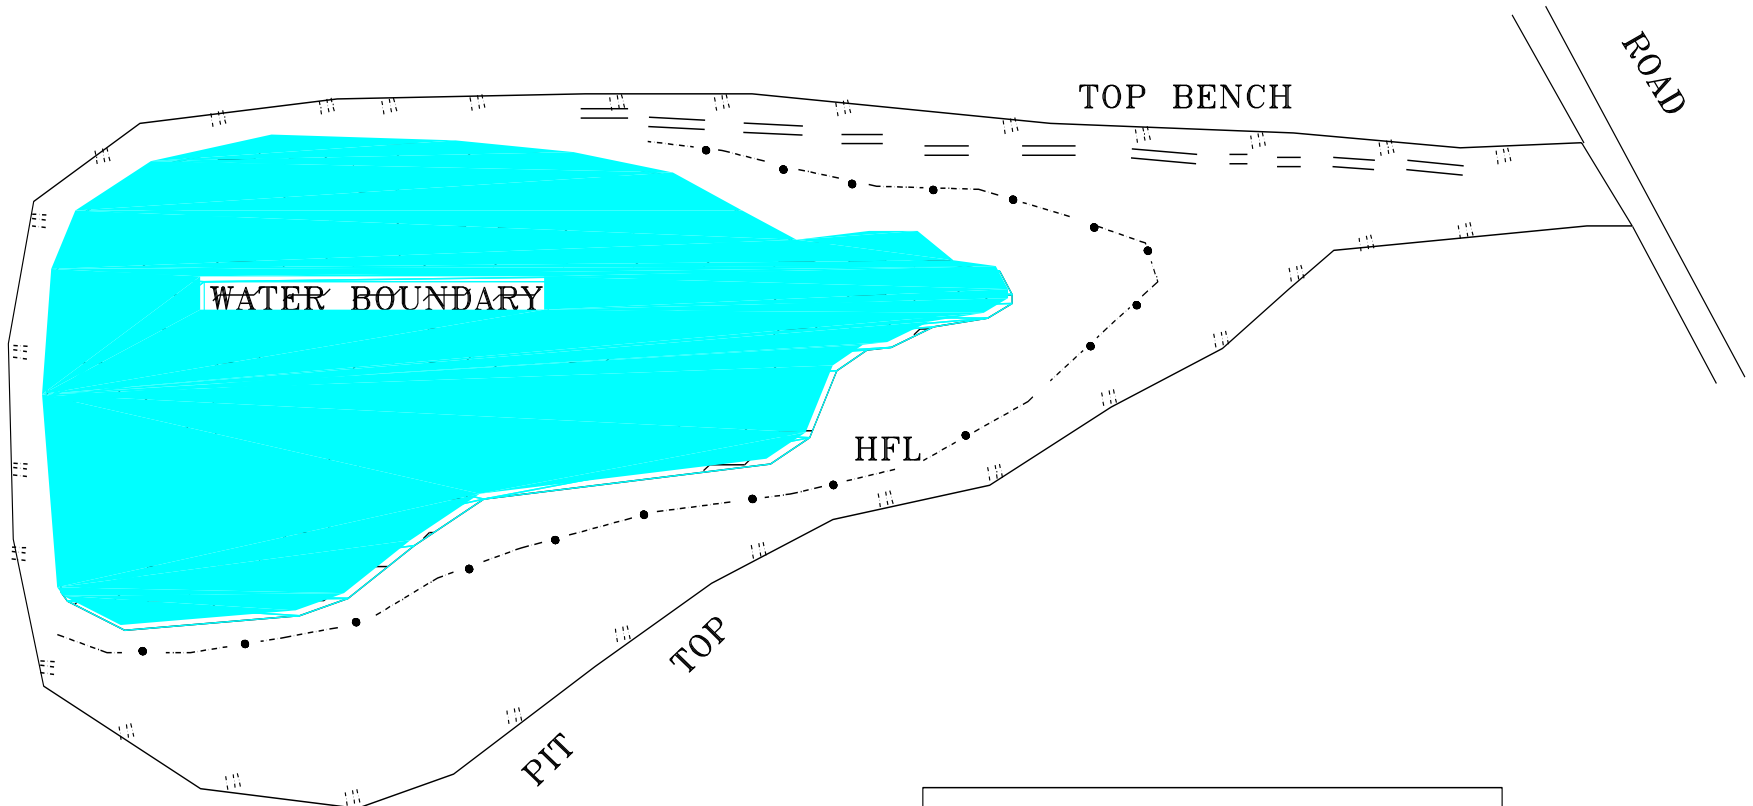 ROAD
TOP BENCH
WATER BOUNDARY
HFL
TOP
PIT